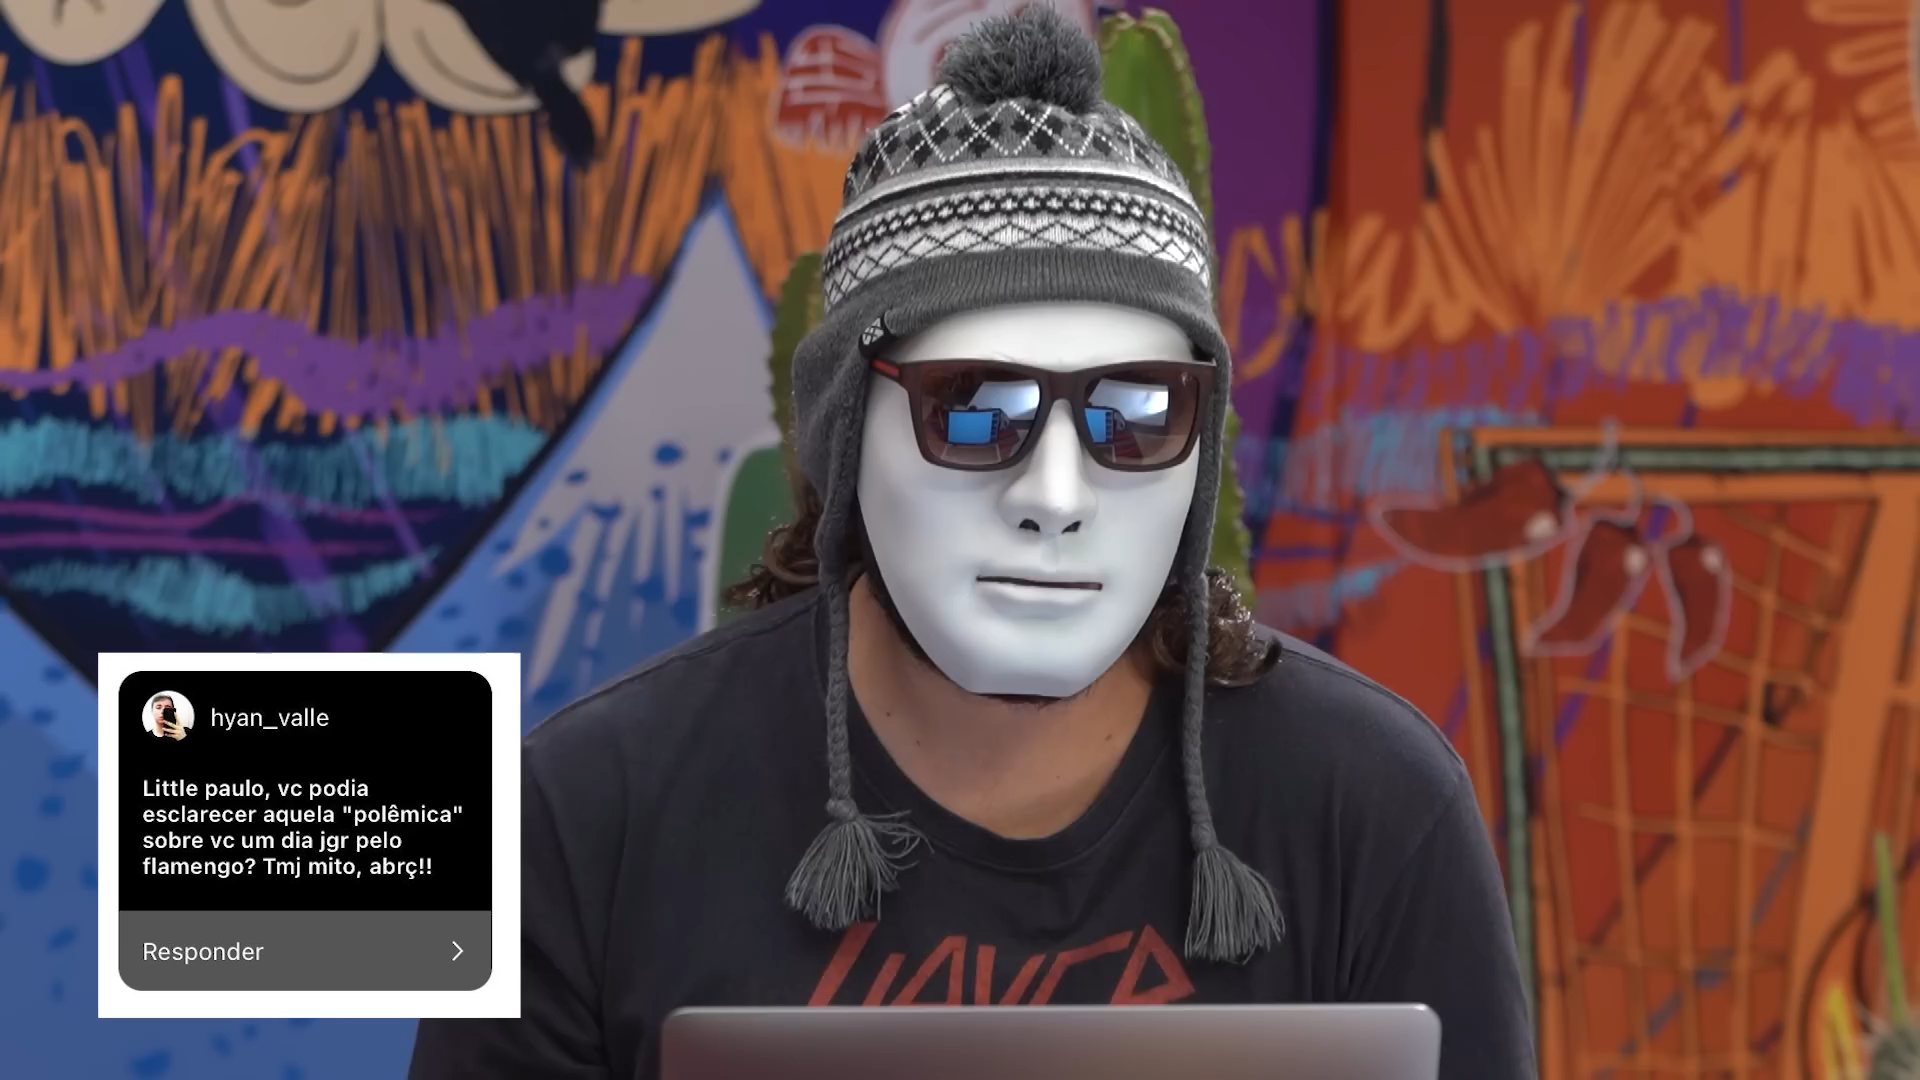 hyan_valle
Little paulo, vc podia
esclarecer aquela "polêmica"
sobre vc um dia jgr pelo
flamengo? Tmj mito, abrç!!
Responder